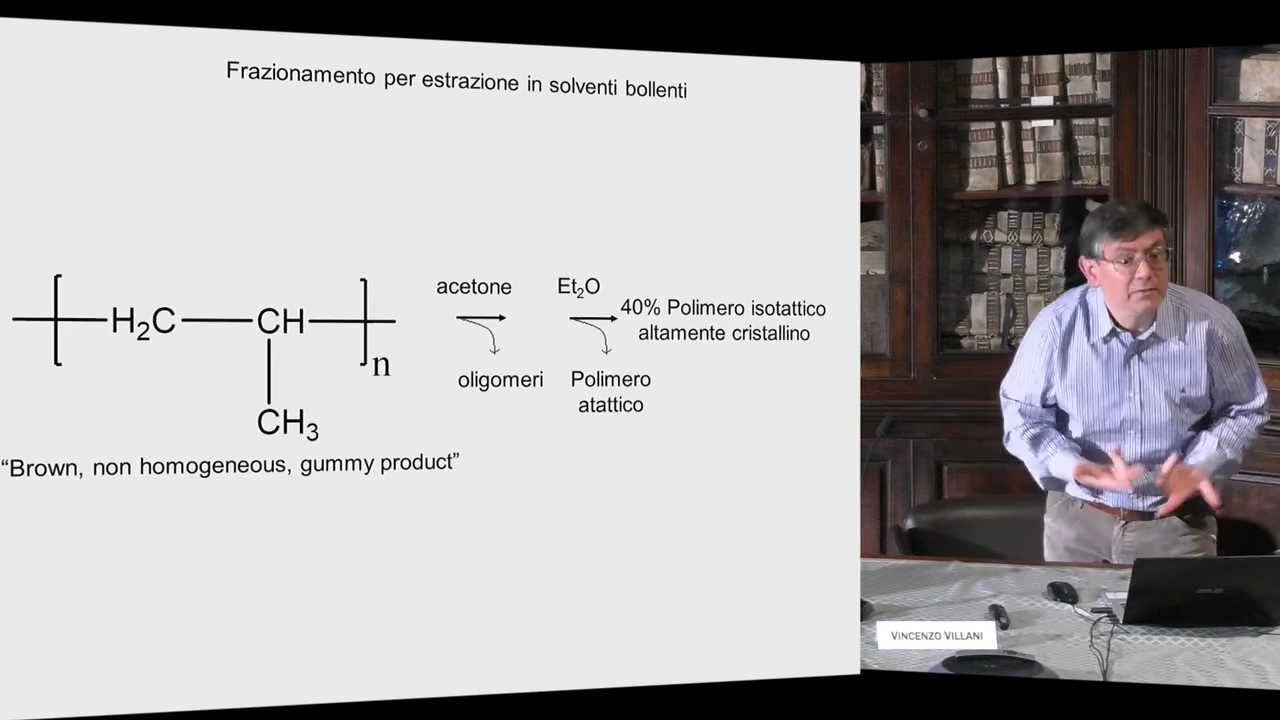 Frazionamento per estrazione in solventi bollenti
acetone
Et₂O
40% Polimero isotattico
altamente cristallino
H₂C
CH
n
CH₃
oligomeri
Polimero
atattico
“Brown, non homogeneous, gummy product”
VINCENZO VILLANI